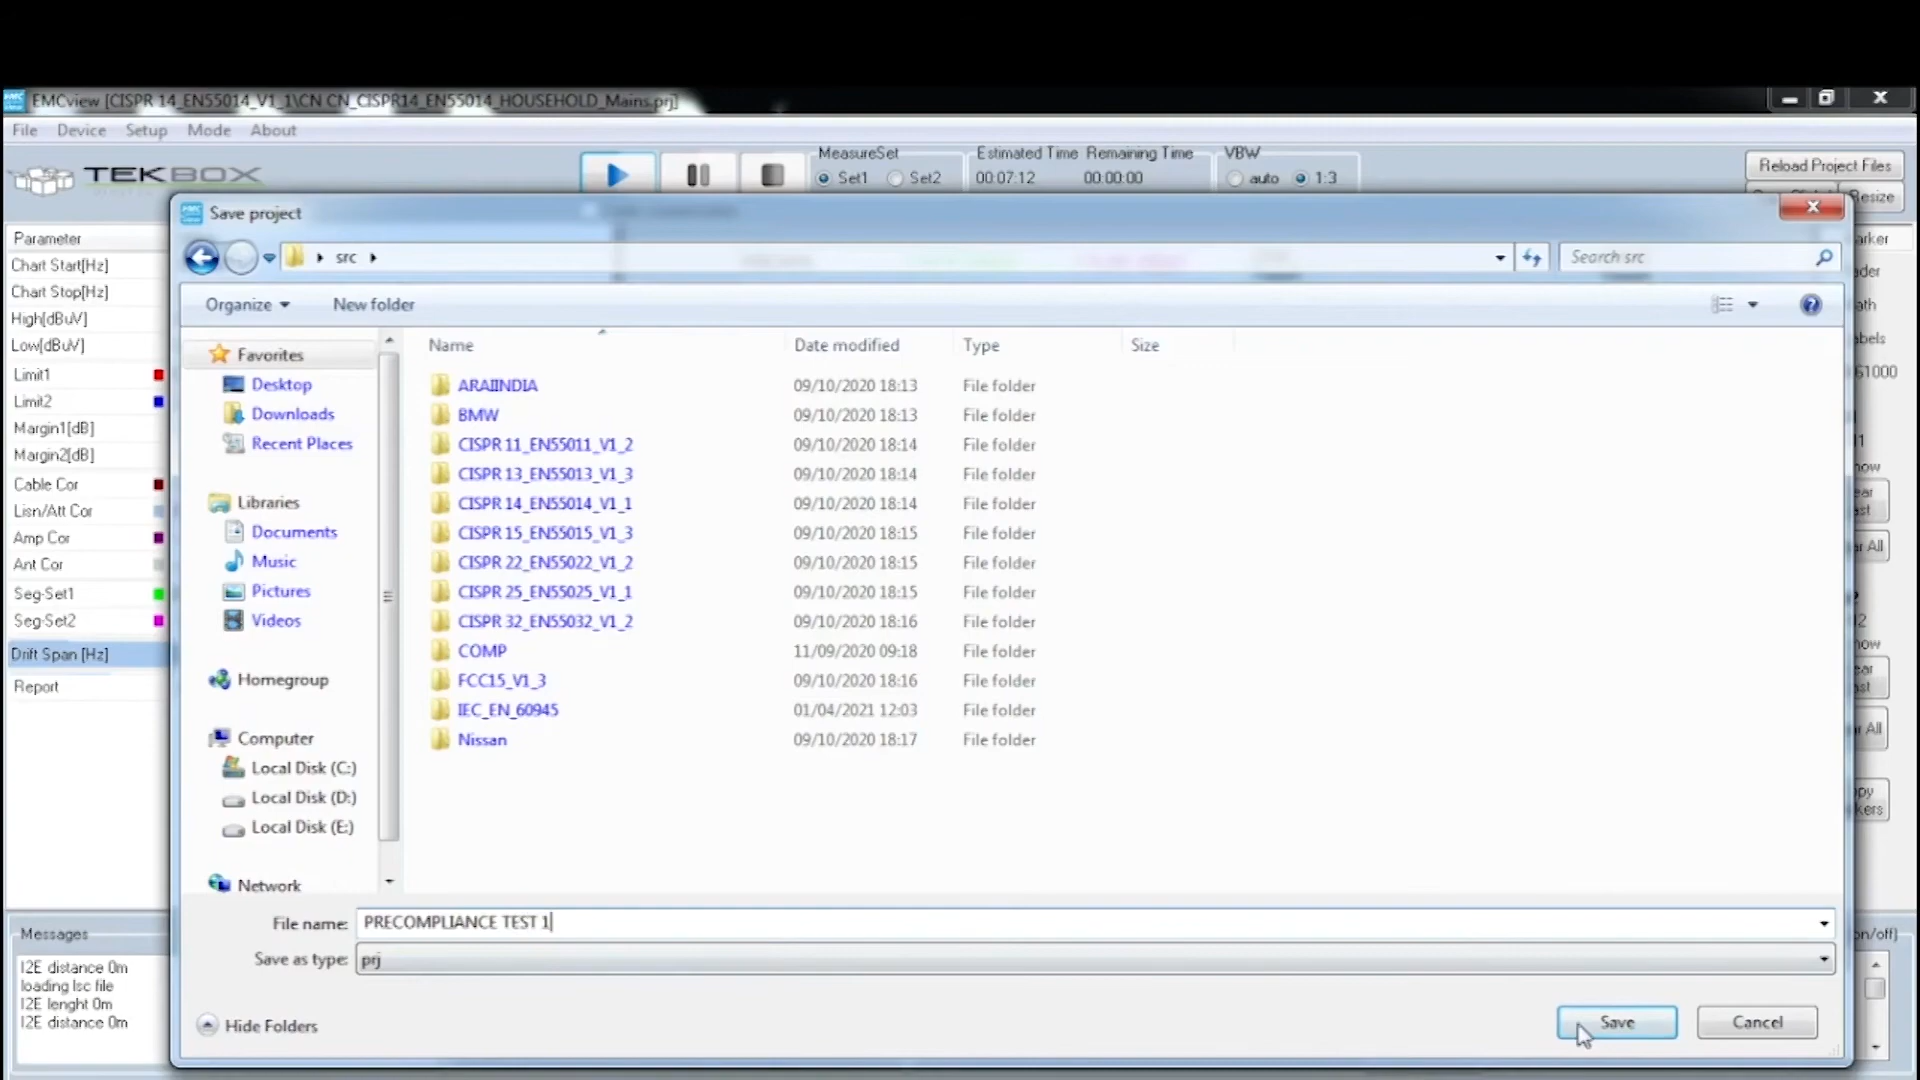 EMCview [CISPR 14_EN55014_V1_1\CN CN_CISPR14_EN55014_HOUSEHOLD_Mains.prj]
File Device Setup Mode About
TEKBOX
MeasureSet
Set1 Set2
Estimated Time Remaining Time
00:07:12 00:00:00
VBW
auto 1:3
Reload Project Files
Resize
Save project
src
Search src
Organize New folder
Parameter
Chart Start[Hz]
Chart Stop[Hz]
High[dBuV]
Low[dBuV]
Limit1
Limit2
Margin1[dB]
Margin2[dB]
Cable Cor
Lisn/Att Cor
Amp Cor
Ant Cor
Seg-Set1
Seg-Set2
Drift Span [Hz]
Report
Favorites
Desktop
Downloads
Recent Places
Libraries
Documents
Music
Pictures
Videos
Homegroup
Computer
Local Disk (C:)
Local Disk (D:)
Local Disk (E:)
Network
Name Date modified Type Size
ARAIINDIA 09/10/2020 18:13 File folder
BMW 09/10/2020 18:13 File folder
CISPR 11_EN55011_V1_2 09/10/2020 18:14 File folder
CISPR 13_EN55013_V1_3 09/10/2020 18:14 File folder
CISPR 14_EN55014_V1_1 09/10/2020 18:14 File folder
CISPR 15_EN55015_V1_3 09/10/2020 18:15 File folder
CISPR 22_EN55022_V1_2 09/10/2020 18:15 File folder
CISPR 25_EN55025_V1_1 09/10/2020 18:15 File folder
CISPR 32_EN55032_V1_2 09/10/2020 18:16 File folder
COMP 11/09/2020 09:18 File folder
FCC15_V1_3 09/10/2020 18:16 File folder
IEC_EN_60945 01/04/2021 12:03 File folder
Nissan 09/10/2020 18:17 File folder
File name: PRECOMPLIANCE TEST 1
Save as type: prj
Hide Folders
Save Cancel
Messages
I2E distance 0m
loading lsc file
I2E lenght 0m
I2E distance 0m